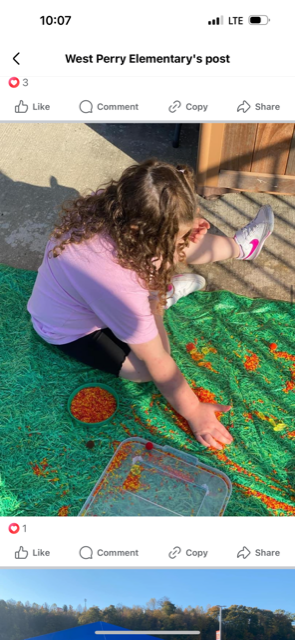 10:07
LTE
West Perry Elementary's post
3
Like Comment Copy Share
1
Like Comment Copy Share